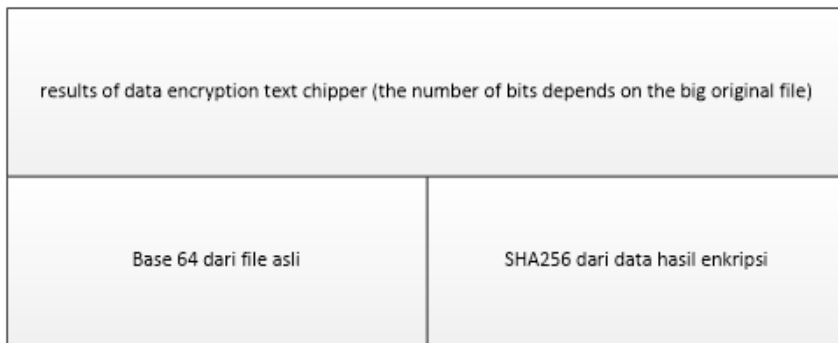 results of data encryption text chipper (the number of bits depends on the big original file)
Base 64 dari file asli
SHA256 dari data hasil enkripsi